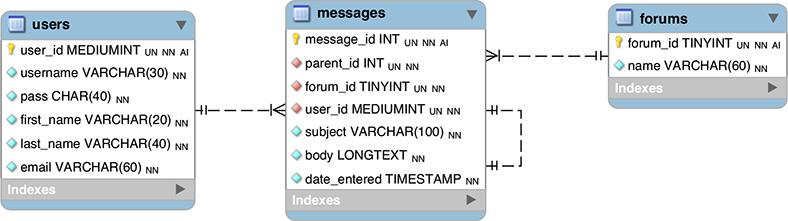 users
user_id MEDIUMINT UN NN AI
username VARCHAR(30) NN
pass CHAR(40) NN
first_name VARCHAR(20) NN
last_name VARCHAR(40) NN
email VARCHAR(60) NN
Indexes
messages
message_id INT UN NN AI
parent_id INT UN NN
forum_id TINYINT UN NN
user_id MEDIUMINT UN NN
subject VARCHAR(100) NN
body LONGTEXT NN
date_entered TIMESTAMP NN
Indexes
forums
forum_id TINYINT UN NN AI
name VARCHAR(60) NN
Indexes